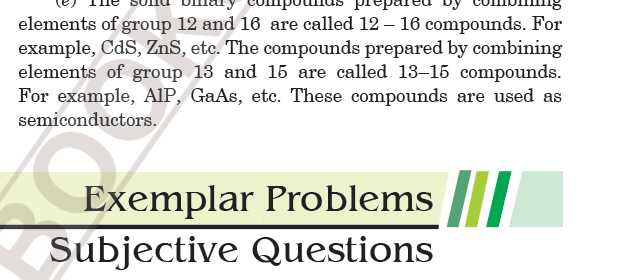 (e) The solid binary compounds prepared by combining
elements of group 12 and 16 are called 12 – 16 compounds. For
example, CdS, ZnS, etc. The compounds prepared by combining
elements of group 13 and 15 are called 13–15 compounds.
For example, AlP, GaAs, etc. These compounds are used as
semiconductors.
BOOK
Exemplar Problems
Subjective Questions